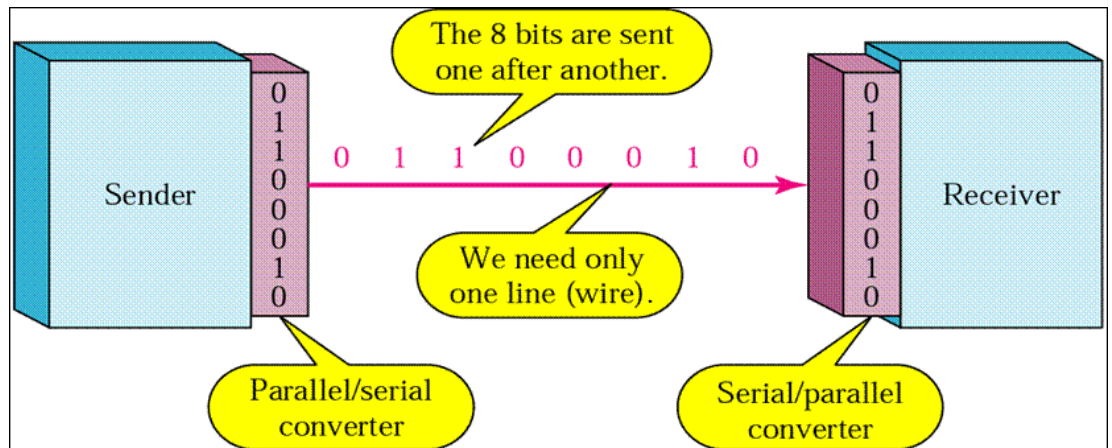 The 8 bits are sent
one after another.
0
1
1
0
0
0
1
0
0 1 1 0 0 0 1 0
0
1
1
0
0
0
1
0
Sender
Receiver
We need only
one line (wire).
Parallel/serial
converter
Serial/parallel
converter